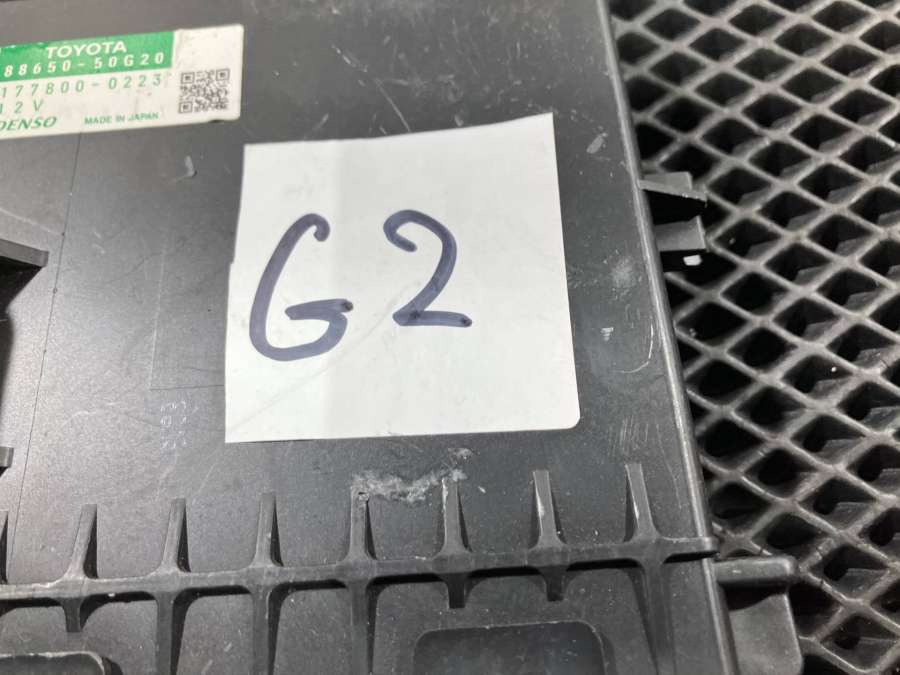 TOYOTA
88650-50G20
177800-0223
12V
DENSO MADE IN JAPAN
G2